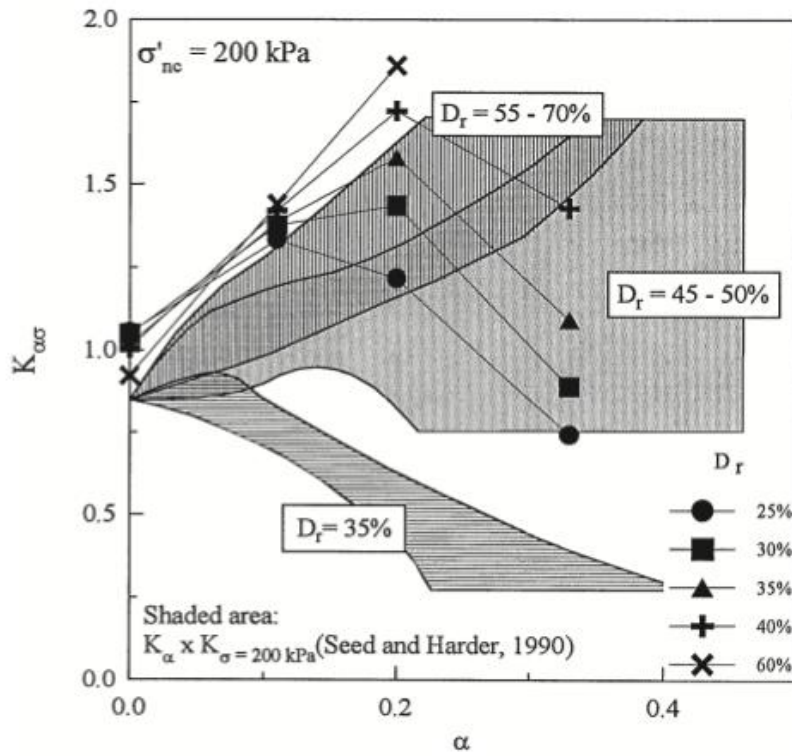 2.0
σ'nc = 200 kPa
Dr = 55 - 70%
1.5
Dr = 45 - 50%
1.0
Kασ
Dr
0.5
Dr= 35%
25%
30%
35%
40%
60%
Shaded area:
Kα x Kσ = 200 kPa(Seed and Harder, 1990)
0.0
0.0
0.2
0.4
α